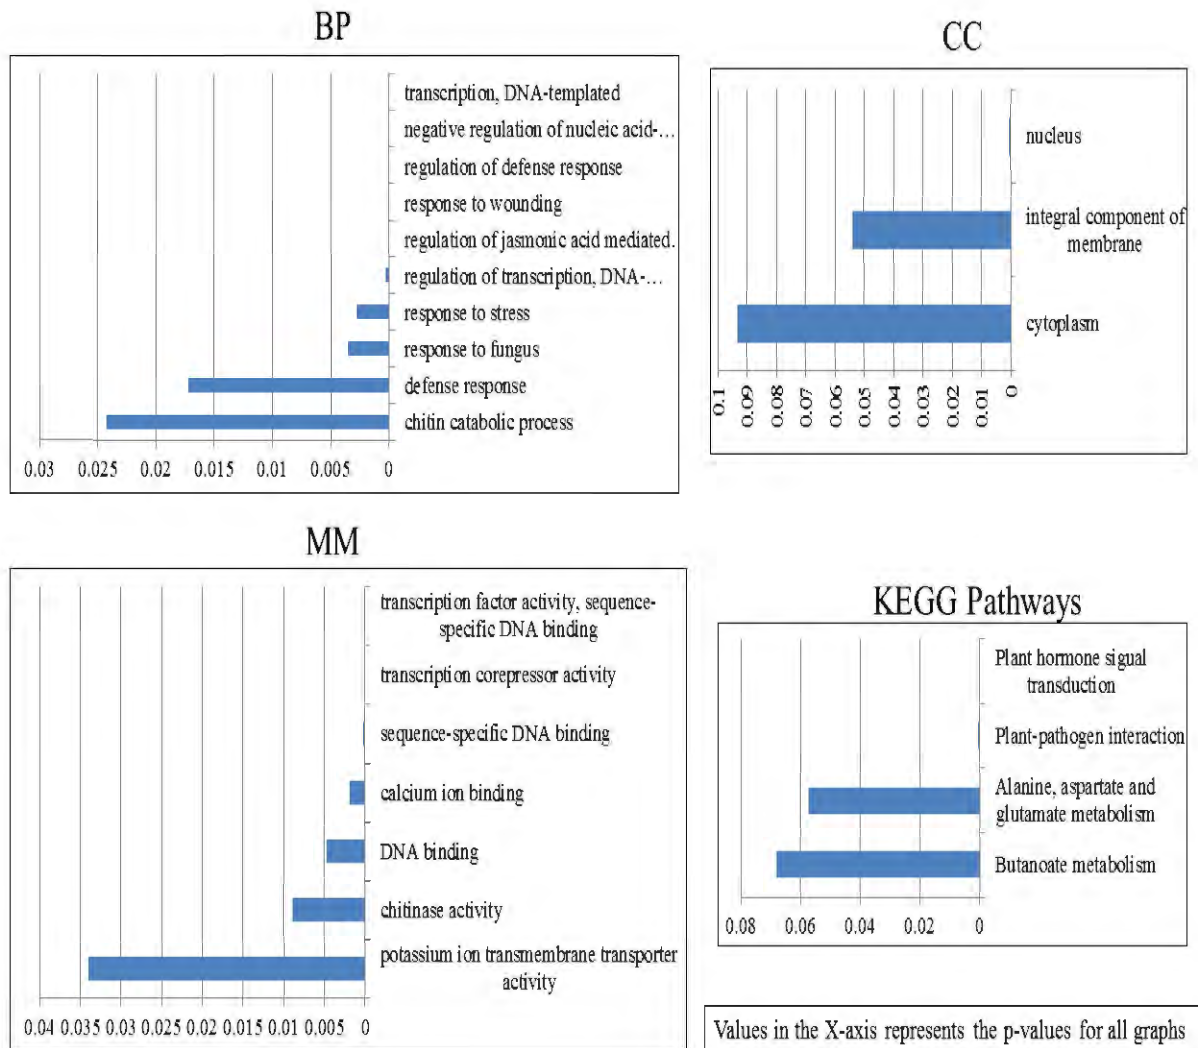 BP
transcription, DNA-templated
negative regulation of nucleic acid-…
regulation of defense response
response to wounding
regulation of jasmonic acid mediated.
regulation of transcription, DNA-…
response to stress
response to fungus
defense response
chitin catabolic process
0.03 0.025 0.02 0.015 0.01 0.005 0
CC
nucleus
integral component of
membrane
cytoplasm
0.1 0.09 0.08 0.07 0.06 0.05 0.04 0.03 0.02 0.01 0
MM
transcription factor activity, sequence-
specific DNA binding
transcription corepressor activity
sequence-specific DNA binding
calcium ion binding
DNA binding
chitinase activity
potassium ion transmembrane transporter
activity
0.04 0.035 0.03 0.025 0.02 0.015 0.01 0.005 0
KEGG Pathways
Plant hormone sigual
transduction
Plant-pathogen interaction
Alanine, aspartate and
glutamate metabolism
Butanoate metabolism
0.08 0.06 0.04 0.02 0
Values in the X-axis represents the p-values for all graphs